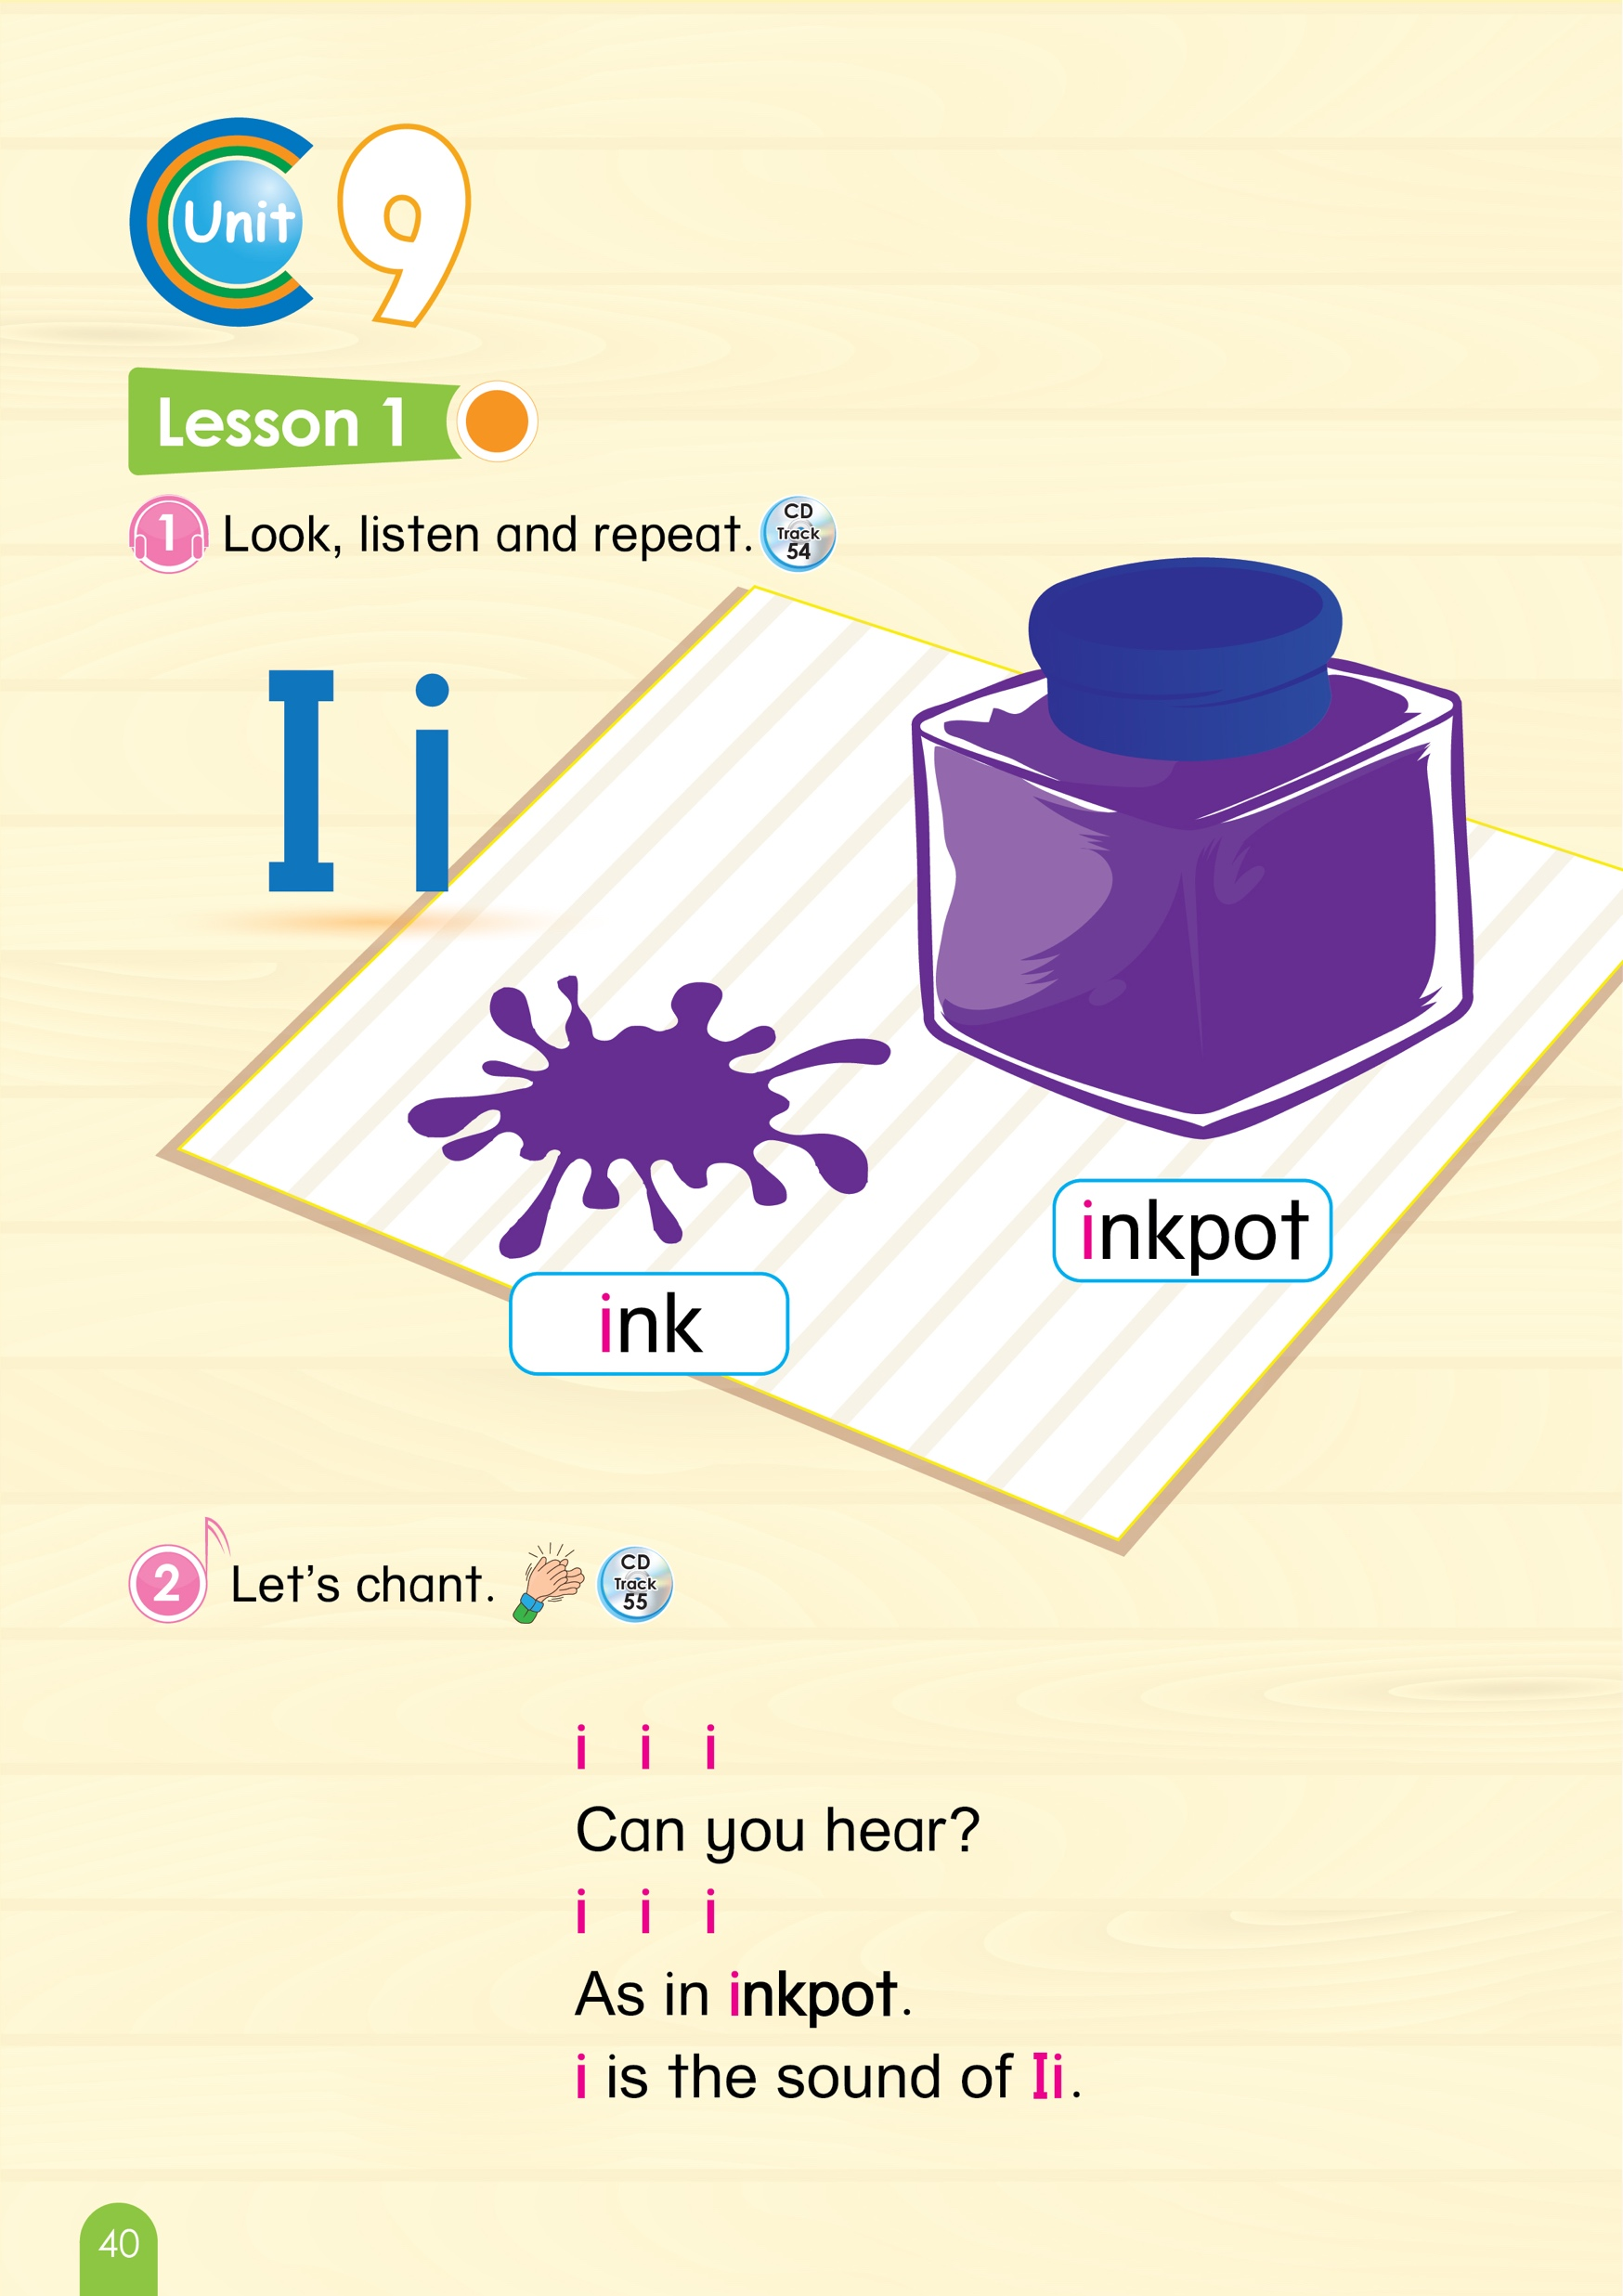 Unit 9
Lesson 1
1 Look, listen and repeat. CD Track 54
I i
inkpot
ink
2 Let's chant. CD Track 55
i i i
Can you hear?
i i i
As in inkpot.
i is the sound of Ii.
40